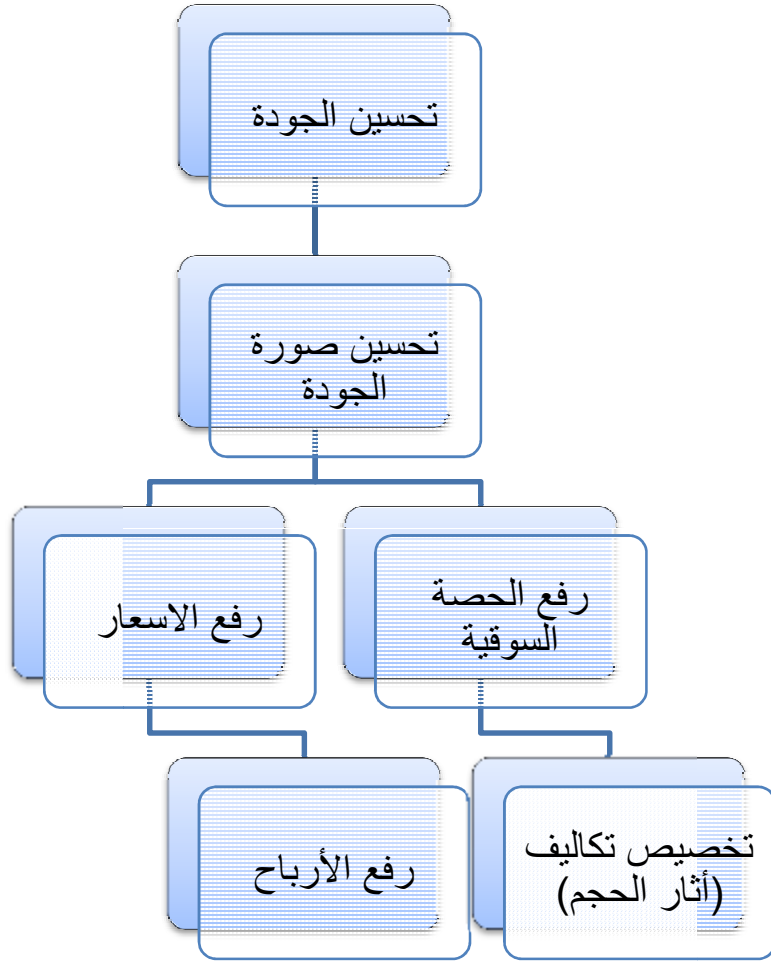 تحسين الجودة
تحسين صورة
الجودة
رفع الحصة
السوقية
رفع الاسعار
تخصيص تكاليف
(أثار الحجم)
رفع الأرباح